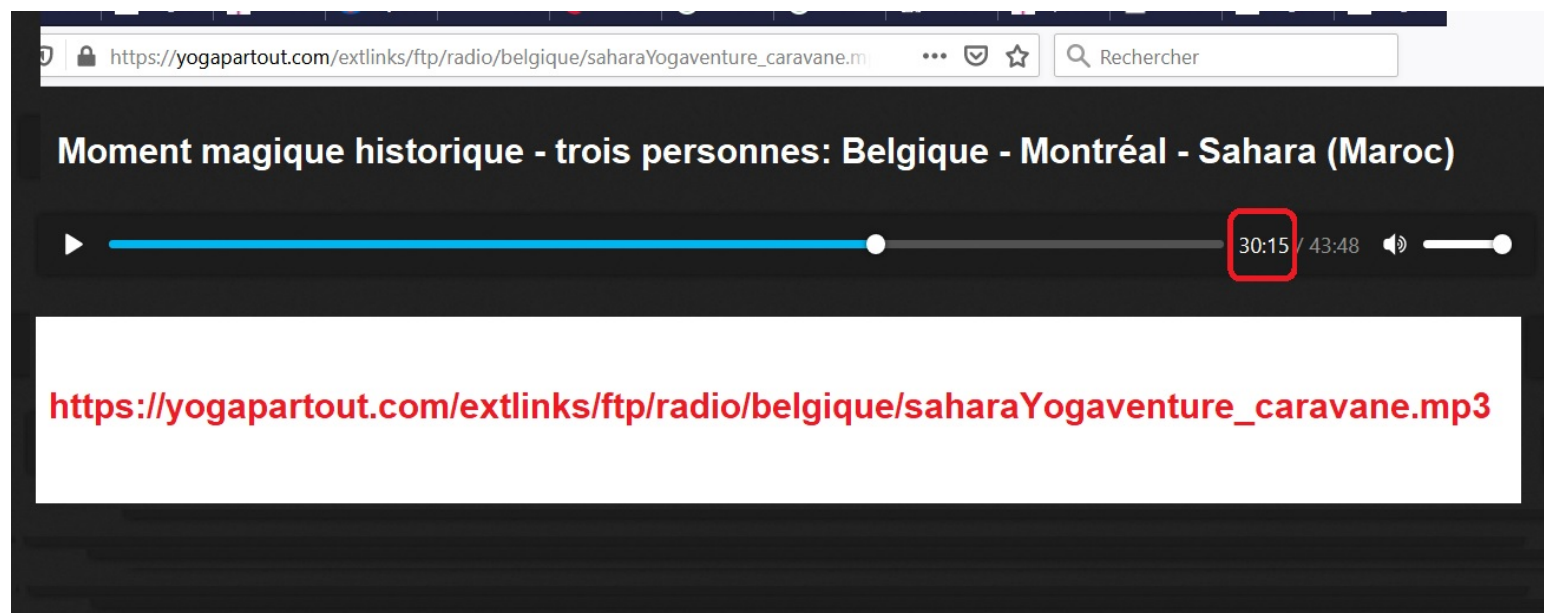 https://yogapartout.com/extlinks/ftp/radio/belgique/saharaYogaventure_caravane.m
Rechercher
Moment magique historique - trois personnes: Belgique - Montréal - Sahara (Maroc)
30:15 / 43:48
https://yogapartout.com/extlinks/ftp/radio/belgique/saharaYogaventure_caravane.mp3